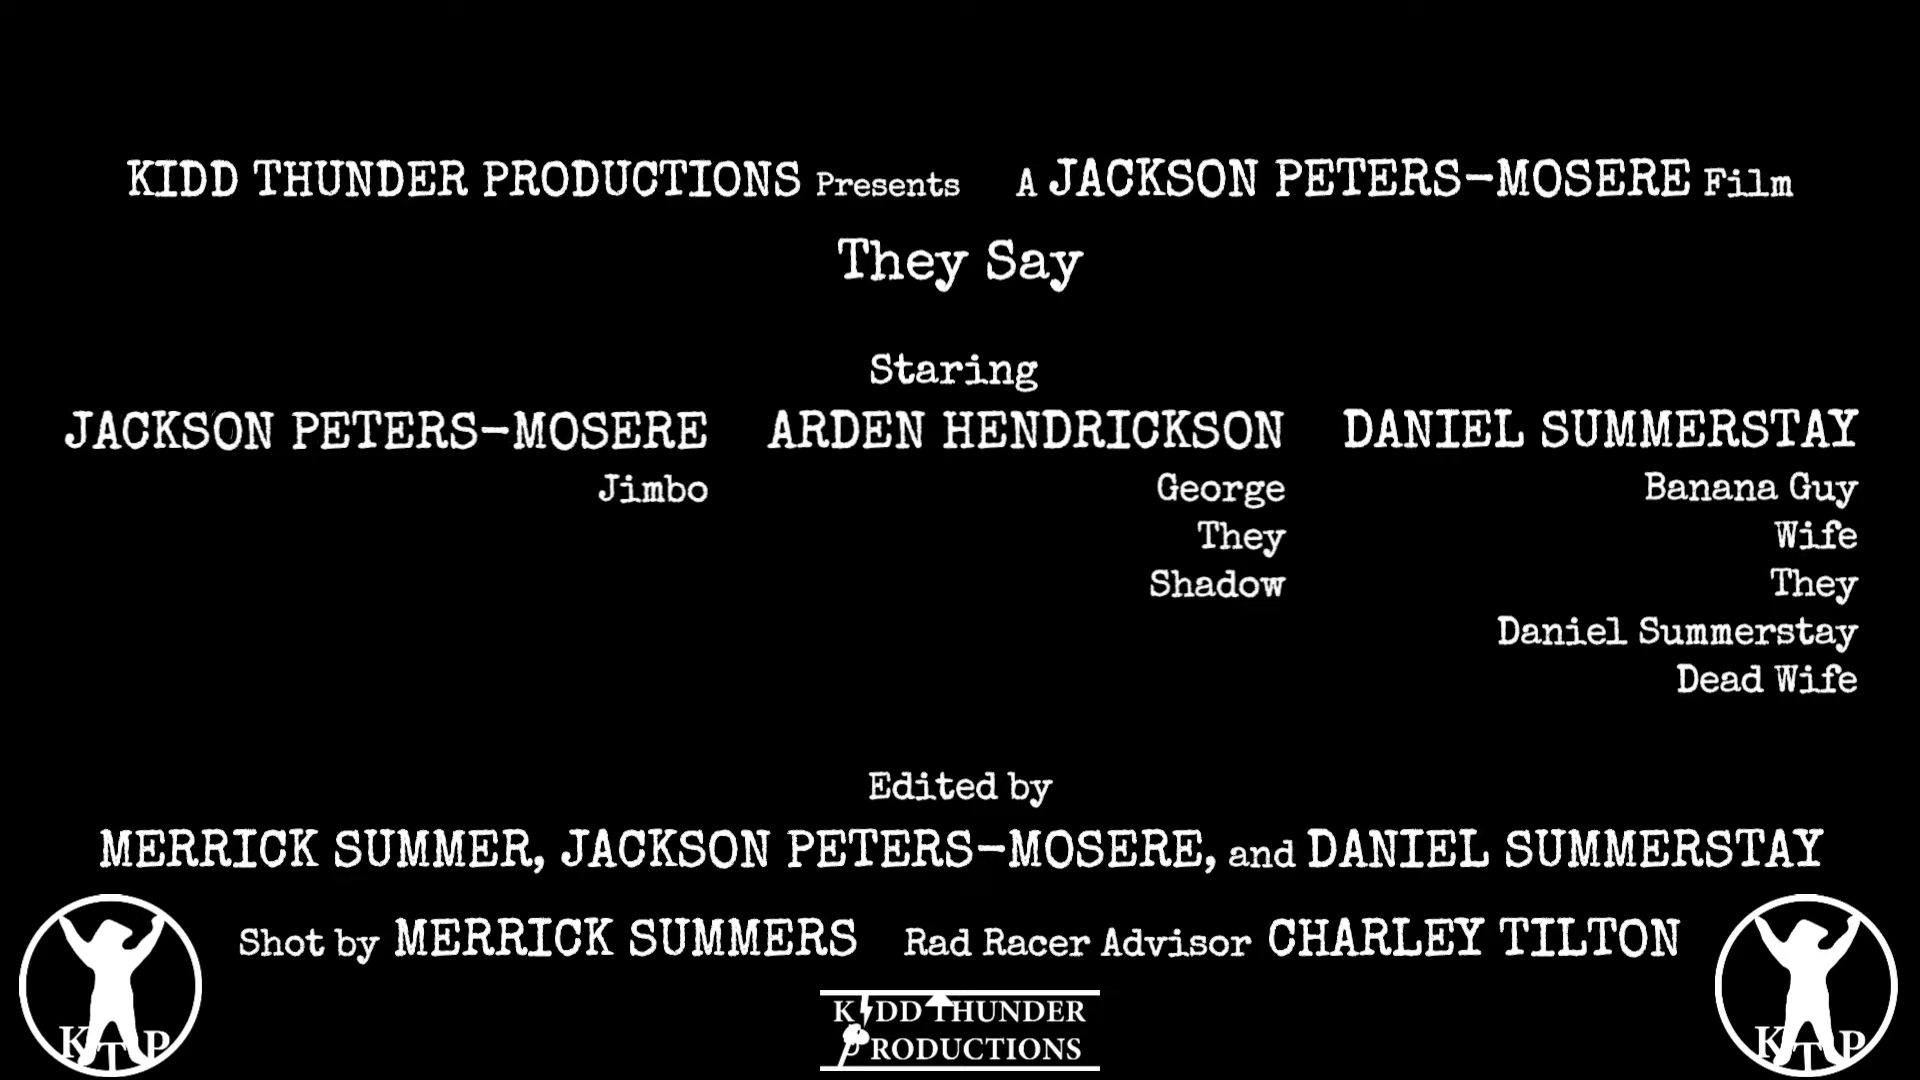 KIDD THUNDER PRODUCTIONS Presents A JACKSON PETERS-MOSERE Film
They Say
Staring
JACKSON PETERS-MOSERE
Jimbo
ARDEN HENDRICKSON
George
They
Shadow
DANIEL SUMMERSTAY
Banana Guy
Wife
They
Daniel Summerstay
Dead Wife
Edited by
MERRICK SUMMER, JACKSON PETERS-MOSERE, and DANIEL SUMMERSTAY
Shot by MERRICK SUMMERS Rad Racer Advisor CHARLEY TILTON
KTP
KIDD THUNDER
PRODUCTIONS
KTP